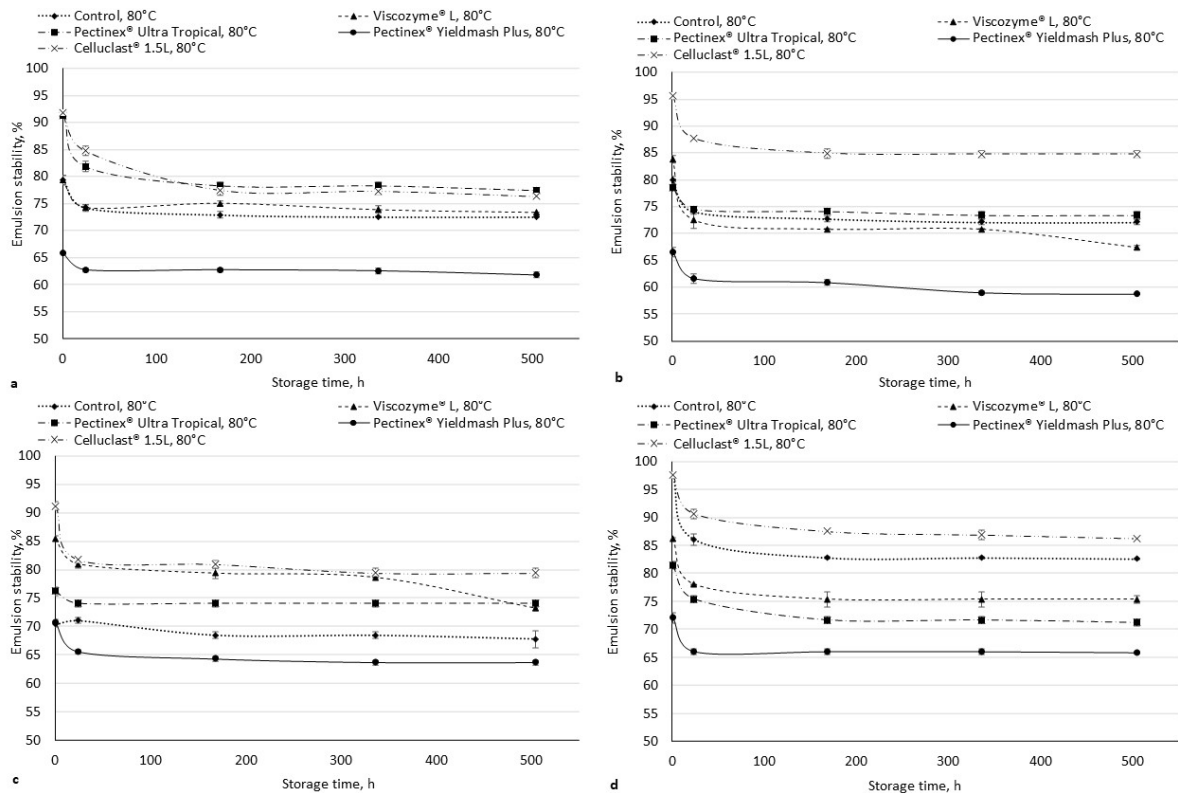 Control, 80°C
Viscozyme® L, 80°C
Pectinex® Ultra Tropical, 80°C
Pectinex® Yieldmash Plus, 80°C
Celluclast® 1.5L, 80°C
100
95
90
85
80
75
70
65
60
55
50
Emulsion stability, %
0
100
200
300
400
500
Storage time, h
a
Control, 80°C
Viscozyme® L, 80°C
Pectinex® Ultra Tropical, 80°C
Pectinex® Yieldmash Plus, 80°C
Celluclast® 1.5L, 80°C
100
95
90
85
80
75
70
65
60
55
50
Emulsion stability, %
0
100
200
300
400
500
Storage time, h
b
Control, 80°C
Viscozyme® L, 80°C
Pectinex® Ultra Tropical, 80°C
Pectinex® Yieldmash Plus, 80°C
Celluclast® 1.5L, 80°C
100
95
90
85
80
75
70
65
60
55
50
Emulsion stability, %
0
100
200
300
400
500
Storage time, h
c
Control, 80°C
Viscozyme® L, 80°C
Pectinex® Ultra Tropical, 80°C
Pectinex® Yieldmash Plus, 80°C
Celluclast® 1.5L, 80°C
100
95
90
85
80
75
70
65
60
55
50
Emulsion stability, %
0
100
200
300
400
500
Storage time, h
d